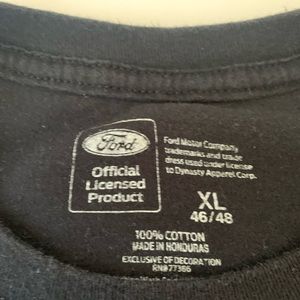 Ford
Official
Licensed
Product
Ford Motor Company
trademarks and trade
dress used under license
to Dynasty Apparel Corp.
XL
46/48
100% COTTON
MADE IN HONDURAS
EXCLUSIVE OF DECORATION
RN#77386